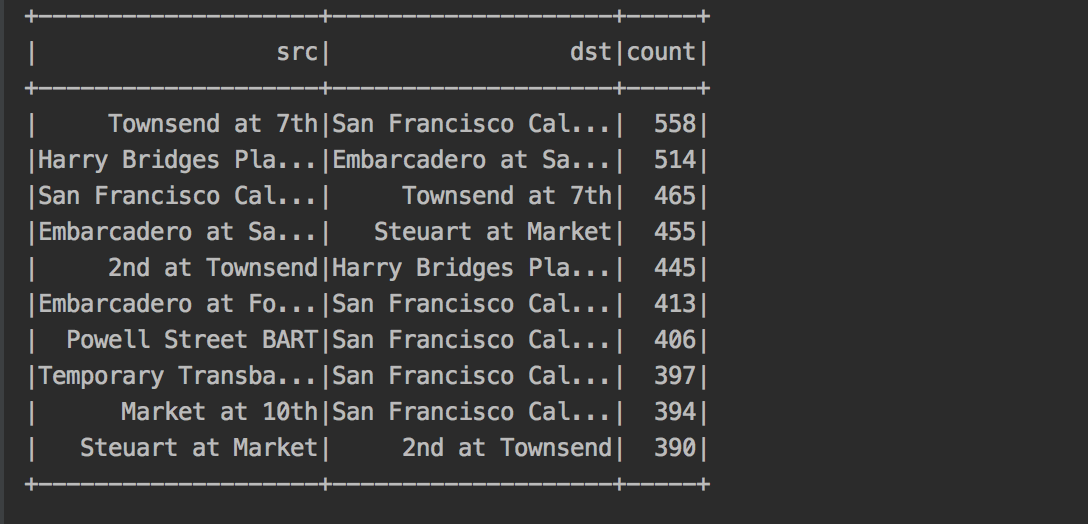 +--------------------+--------------------+-----+
|                 src|                 dst|count|
+--------------------+--------------------+-----+
|     Townsend at 7th|San Francisco Cal...|  558|
|Harry Bridges Pla...|Embarcadero at Sa...|  514|
|San Francisco Cal...|     Townsend at 7th|  465|
|Embarcadero at Sa...|   Steuart at Market|  455|
|     2nd at Townsend|Harry Bridges Pla...|  445|
|Embarcadero at Fo...|San Francisco Cal...|  413|
|  Powell Street BART|San Francisco Cal...|  406|
|Temporary Transba...|San Francisco Cal...|  397|
|      Market at 10th|San Francisco Cal...|  394|
|   Steuart at Market|     2nd at Townsend|  390|
+--------------------+--------------------+-----+